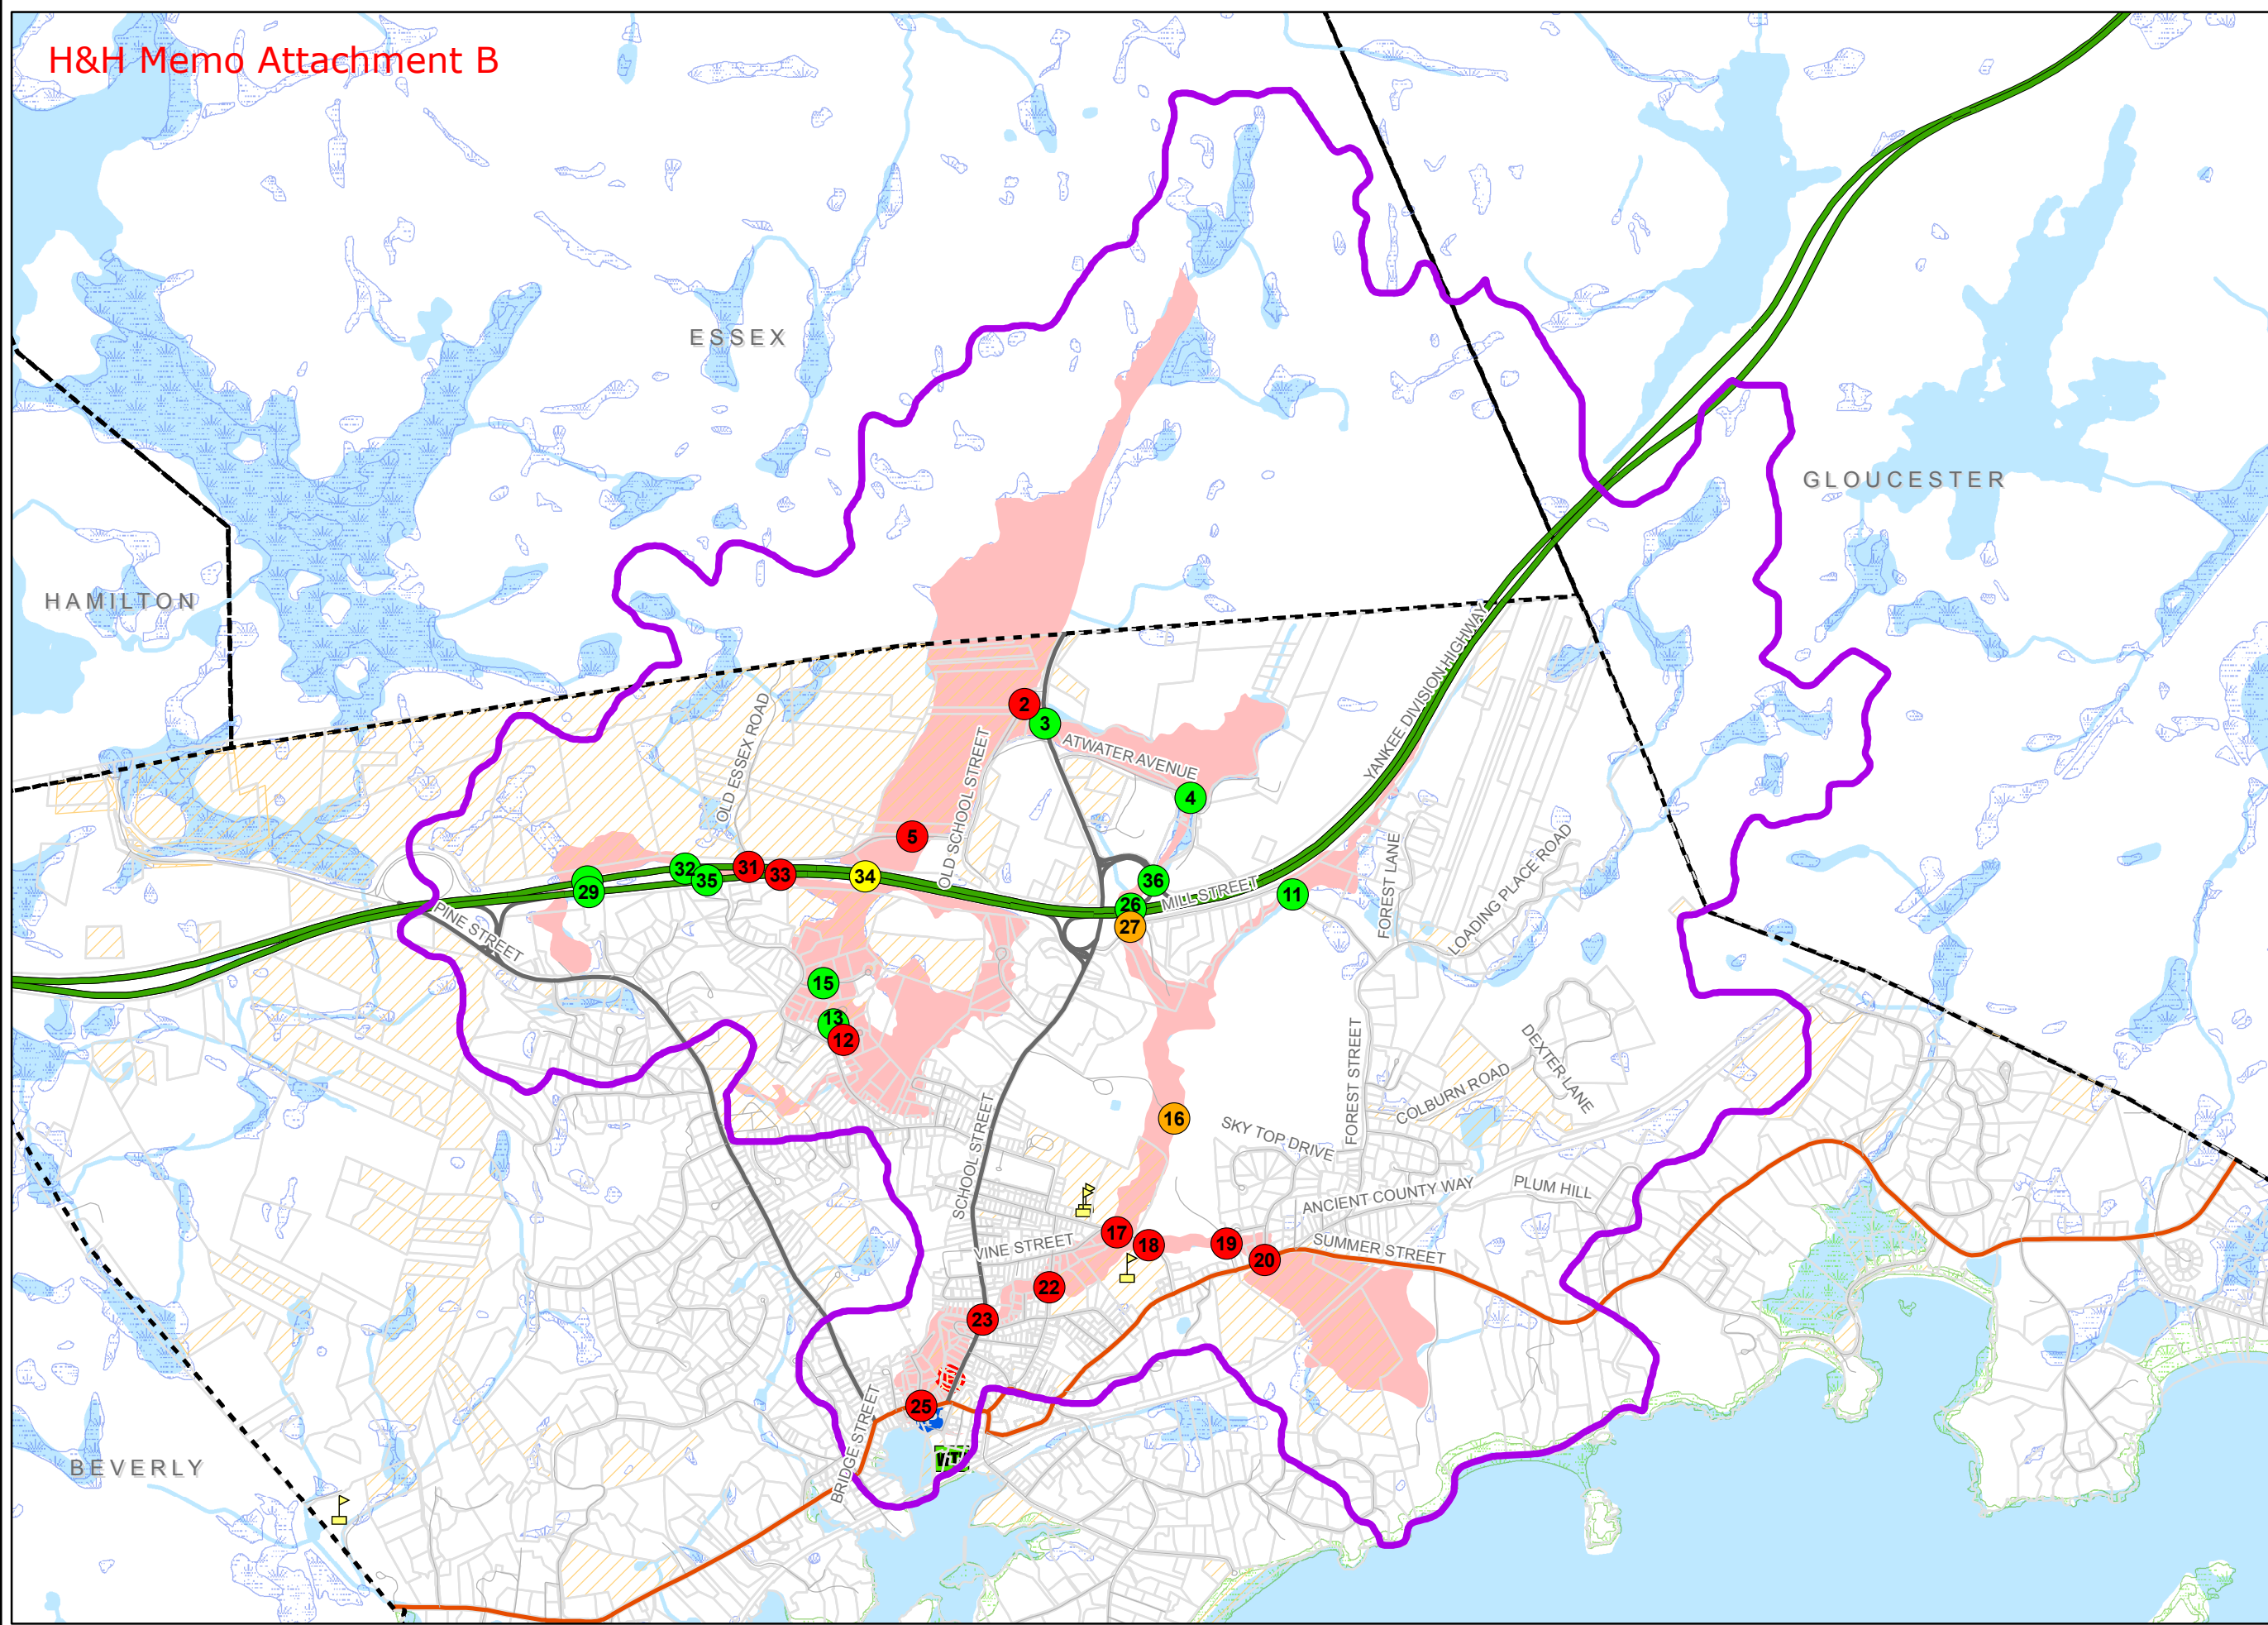 H&H Memo Attachment B
ESSEX
GLOUCESTER
HAMILTON
YANKEE DIVISION HIGHWAY
OLD ESSEX ROAD
2
3
OLD SCHOOL STREET
ATWATER AVENUE
4
5
32
35
31
33
34
29
36
26
27
MILL STREET
11
FOREST LANE
LOADING PLACE ROAD
PINE STREET
15
13
12
16
SCHOOL STREET
FOREST STREET
SKY TOP DRIVE
COLBURN ROAD
DEXTER LANE
ANCIENT COUNTY WAY
PLUM HILL
VINE STREET
17
18
19
20
SUMMER STREET
22
23
25
BRIDGE STREET
BEVERLY